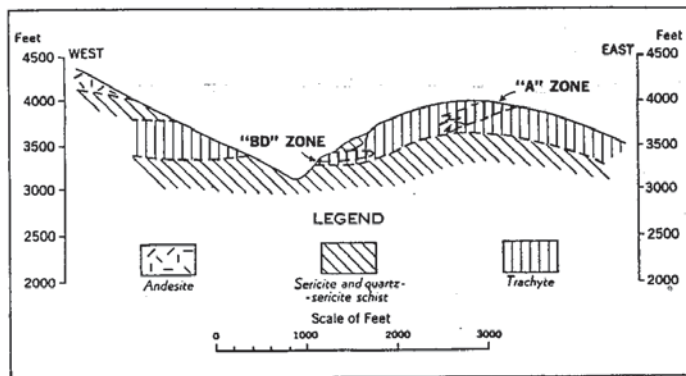 Feet
WEST
4500
4000
3500
3000
2500
2000
"BD" ZONE
"A" ZONE
EAST
Feet
4500
4000
3500
3000
2500
2000
LEGEND
Andesite
Sericite and quartz-
-sericite schist
Trachyte
Scale of Feet
0 1000 2000 3000